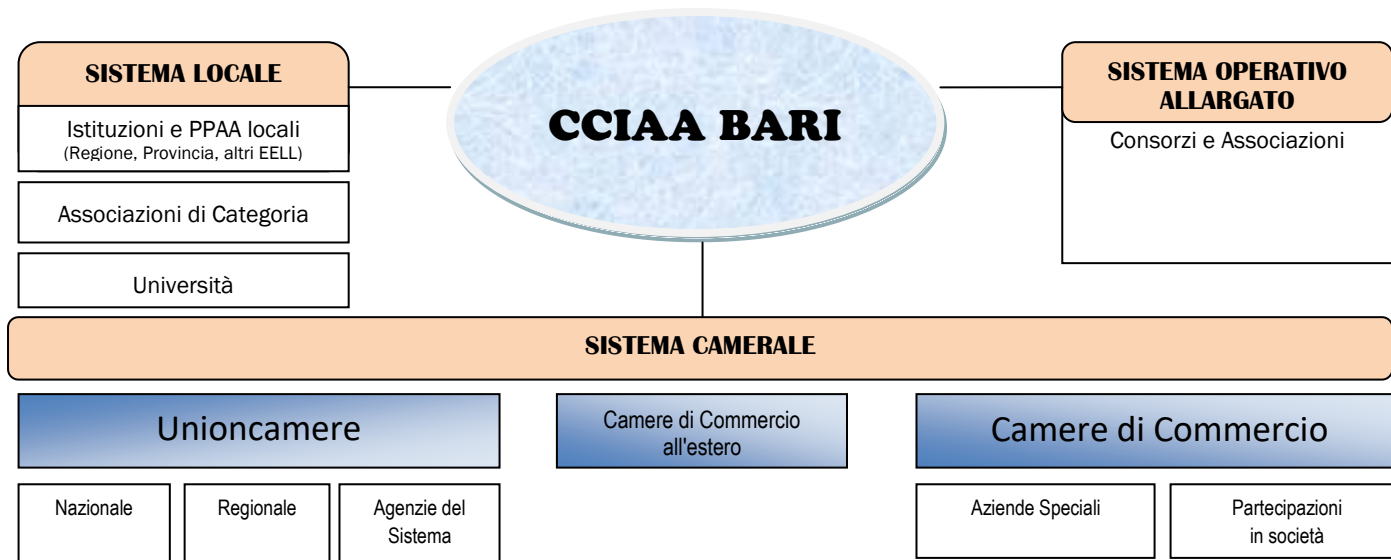 CCIAA BARI
SISTEMA LOCALE
Istituzioni e PPAA locali
(Regione, Provincia, altri EELL)
Associazioni di Categoria
Università
SISTEMA OPERATIVO
ALLARGATO
Consorzi e Associazioni
SISTEMA CAMERALE
Unioncamere
Nazionale
Regionale
Agenzie del
Sistema
Camere di Commercio
all'estero
Camere di Commercio
Aziende Speciali
Partecipazioni
in società